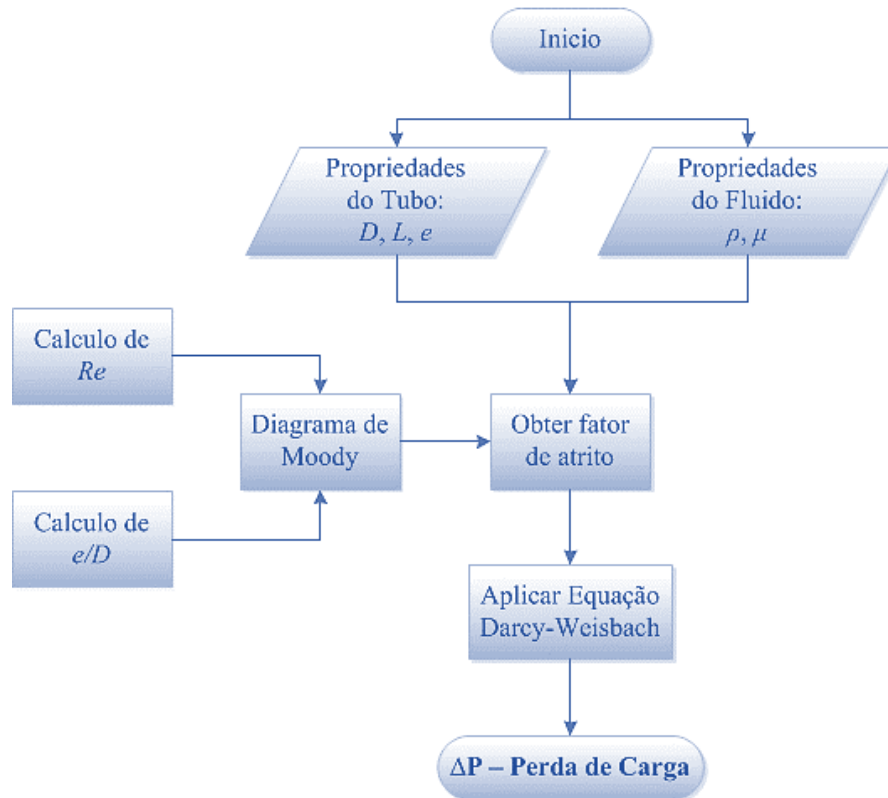 Inicio
Propriedades
do Tubo:
D, L, e
Propriedades
do Fluido:
ρ, μ
Calculo de
Re
Diagrama de
Moody
Obter fator
de atrito
Calculo de
e/D
Aplicar Equação
Darcy-Weisbach
ΔP – Perda de Carga